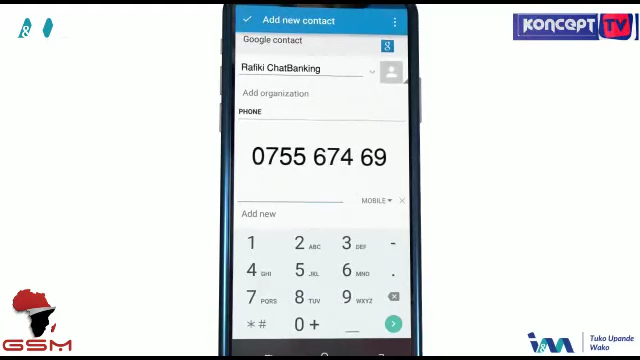 &
Add new contact
KONCEPT TV
Google contact
8
Rafiki ChatBanking
Add organization
PHONE
0755 674 69
MOBILE
Add new
1 2 ABC 3 DEF -
4 GHI 5 JKL 6 MNO .
7 PQRS 8 TUV 9 WXYZ
*# 0 +
GSM
I&M Tuko Upande
Wako